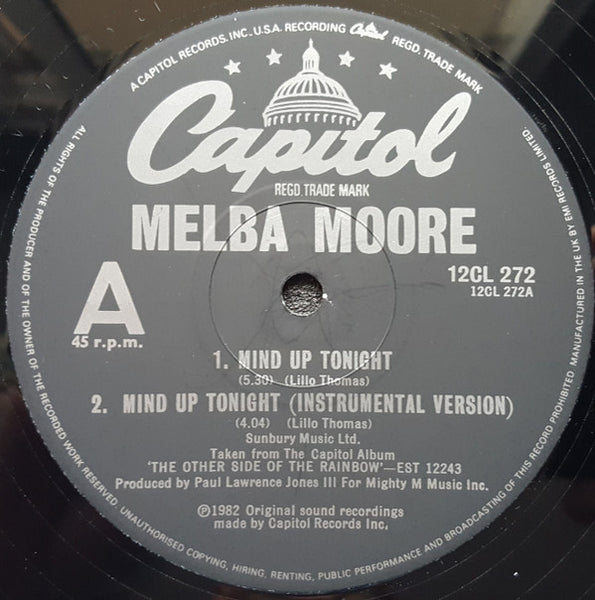 A CAPITOL RECORDS, INC. U.S.A. RECORDING Capitol REGD. TRADE MARK
Capitol
REGD. TRADE MARK
MELBA MOORE
12CL 272
12CL 272A
A
45 r.p.m.
1. MIND UP TONIGHT
(5.30) (Lillo Thomas)
2. MIND UP TONIGHT (INSTRUMENTAL VERSION)
(4.04) (Lillo Thomas)
Sunbury Music Ltd.
Taken from The Capitol Album
'THE OTHER SIDE OF THE RAINBOW'—EST 12243
Produced by Paul Lawrence Jones III For Mighty M Music Inc.
℗1982 Original sound recordings
made by Capitol Records Inc.
ALL RIGHTS OF THE PRODUCER AND OF THE OWNER OF THE RECORDED WORK RESERVED. UNAUTHORISED COPYING, HIRING, RENTING, PUBLIC PERFORMANCE AND BROADCASTING OF THIS RECORD PROHIBITED. MANUFACTURED IN THE UK BY EMI RECORDS LIMITED.